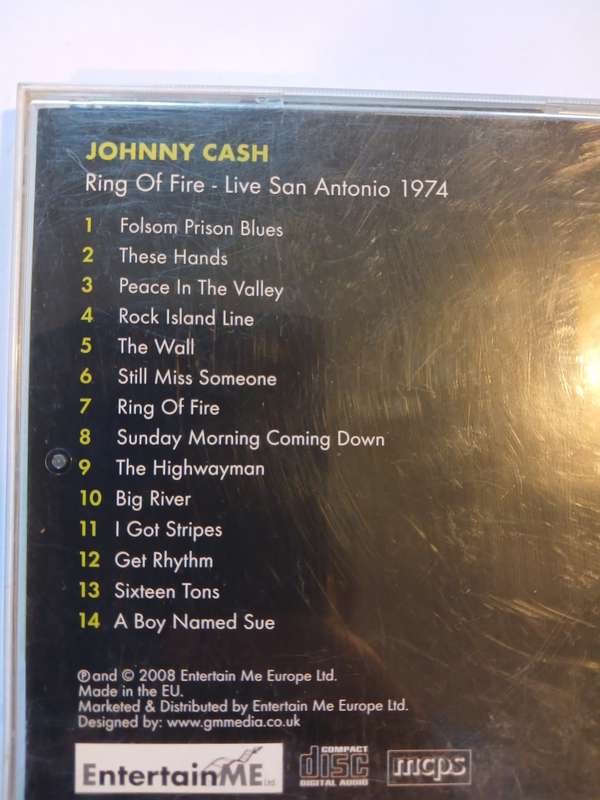 JOHNNY CASH
Ring Of Fire - Live San Antonio 1974
1 Folsom Prison Blues
2 These Hands
3 Peace In The Valley
4 Rock Island Line
5 The Wall
6 Still Miss Someone
7 Ring Of Fire
8 Sunday Morning Coming Down
9 The Highwayman
10 Big River
11 I Got Stripes
12 Get Rhythm
13 Sixteen Tons
14 A Boy Named Sue
℗and © 2008 Entertain Me Europe Ltd.
Made in the EU.
Marketed & Distributed by Entertain Me Europe Ltd.
Designed by: www.gmmedia.co.uk
EntertainME Ltd
COMPACT disc DIGITAL AUDIO
mcps